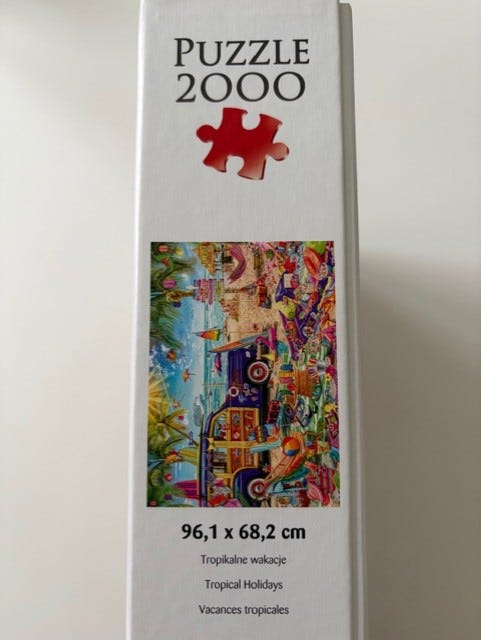 PUZZLE
2000
96,1 x 68,2 cm
Tropikalne wakacje
Tropical Holidays
Vacances tropicales